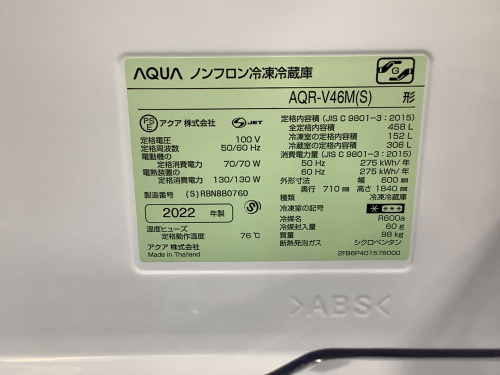 AQUA ノンフロン冷凍冷蔵庫
G
AQR-V46M(S) 形
PS E アクア 株式会社 S JET
定格電圧 100 V
定格周波数 50/60 Hz
電動機の
定格消費電力 70/70 W
電熱装置の
定格消費電力 130/130 W
製造番号 (S)RBN8B0760
2022 年製
温度ヒューズ
定格動作温度 76℃
アクア 株式会社
Made in Thailand
定格内容積 (JIS C 9801-3:2015)
全定格内容積 458 L
冷凍室の定格内容積 152 L
冷蔵室の定格内容積 306 L
消費電力量 (JIS C 9801-3:2015)
50 Hz 275 kWh/年
60 Hz 275 kWh/年
外形寸法 幅 600 mm
奥行 710 mm 高さ 1840 mm
種類 冷凍冷蔵庫
冷凍室の記号
冷媒名 R600a
冷媒封入量 60 g
質量 98 kg
断熱発泡ガス シクロペンタン
2FB6P401578000
>ABS<